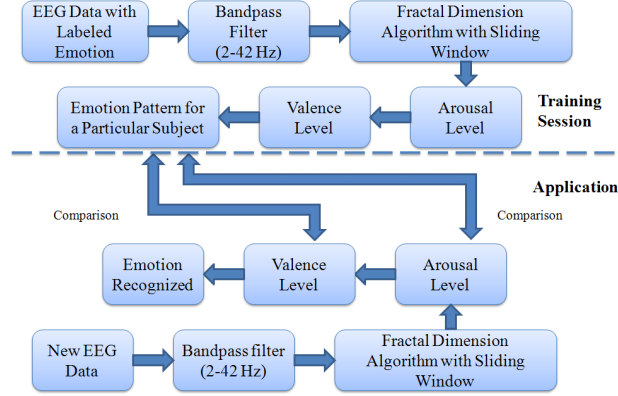 EEG Data with
Labeled
Emotion
Bandpass
Filter
(2-42 Hz)
Fractal Dimension
Algorithm with Sliding
Window
Emotion Pattern for
a Particular Subject
Valence
Level
Arousal
Level
Training
Session
Application
Comparison
Comparison
Emotion
Recognized
Valence
Level
Arousal
Level
New EEG
Data
Bandpass filter
(2-42 Hz)
Fractal Dimension
Algorithm with Sliding
Window